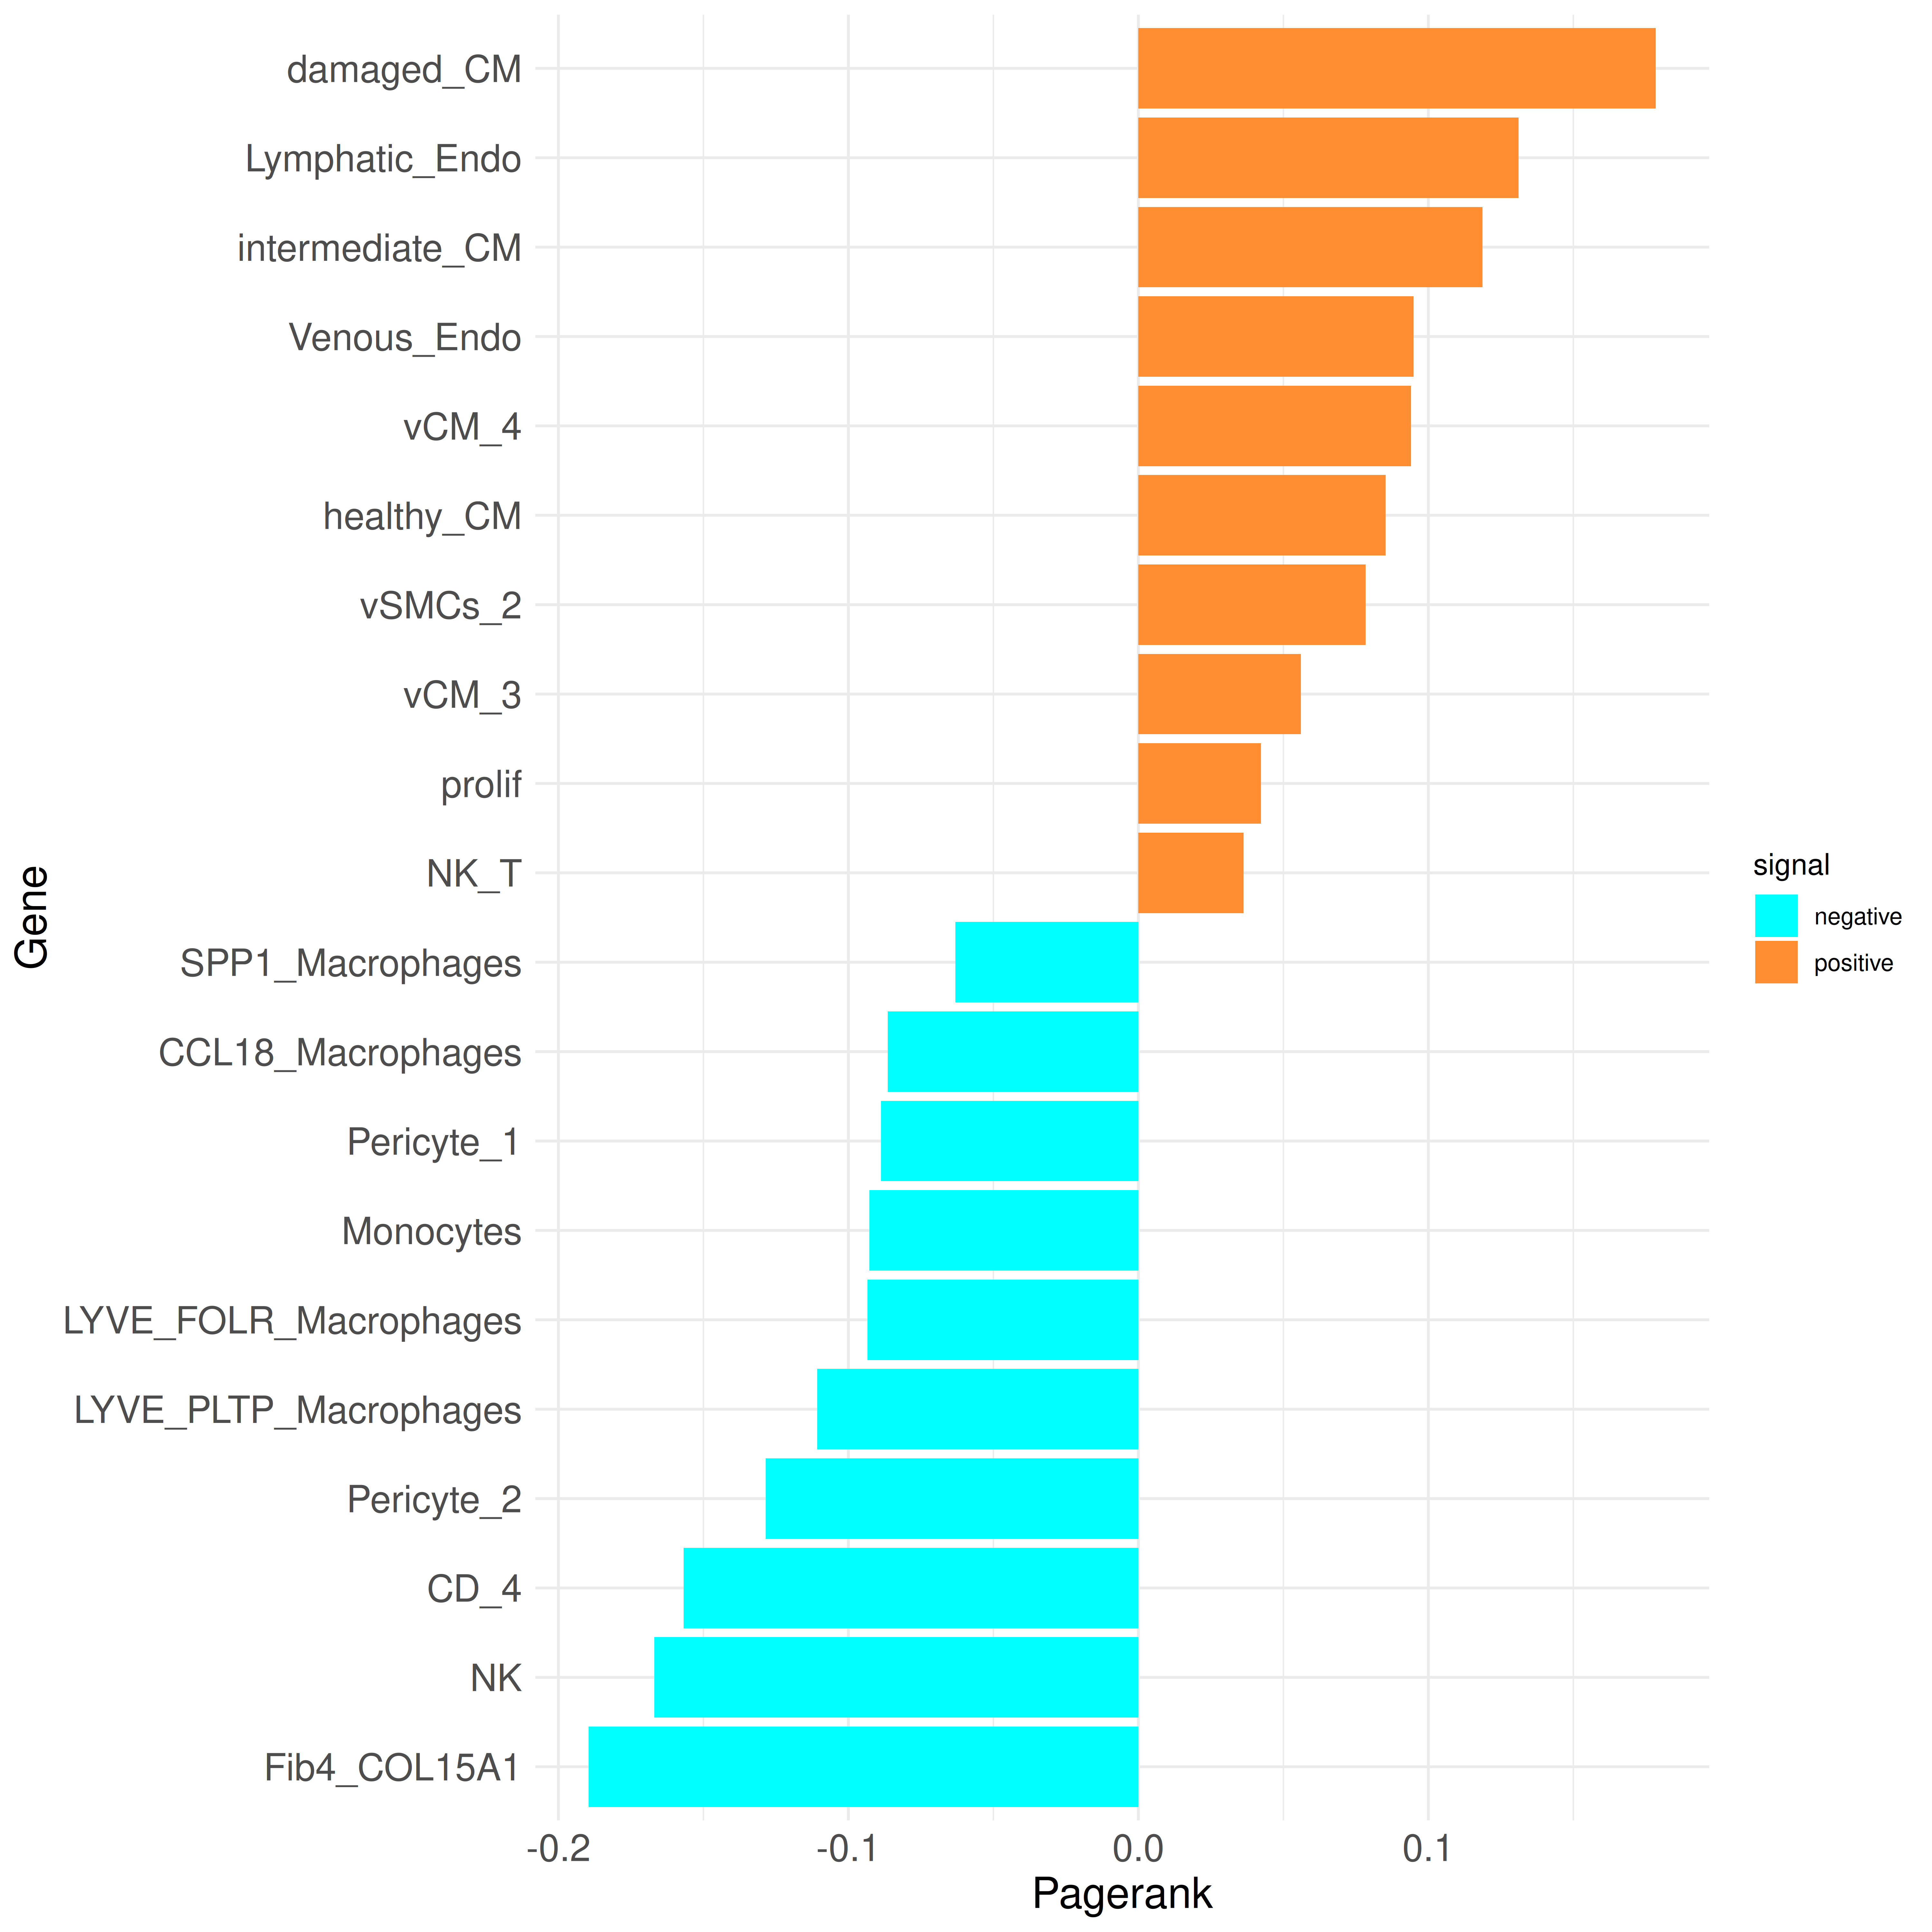 damaged_CM
Lymphatic_Endo
intermediate_CM
Venous_Endo
vCM_4
healthy_CM
vSMCs_2
vCM_3
prolif
NK_T
SPP1_Macrophages
CCL18_Macrophages
Pericyte_1
Monocytes
LYVE_FOLR_Macrophages
LYVE_PLTP_Macrophages
Pericyte_2
CD_4
NK
Fib4_COL15A1
Gene
-0.2 -0.1 0.0 0.1
Pagerank
signal
negative
positive